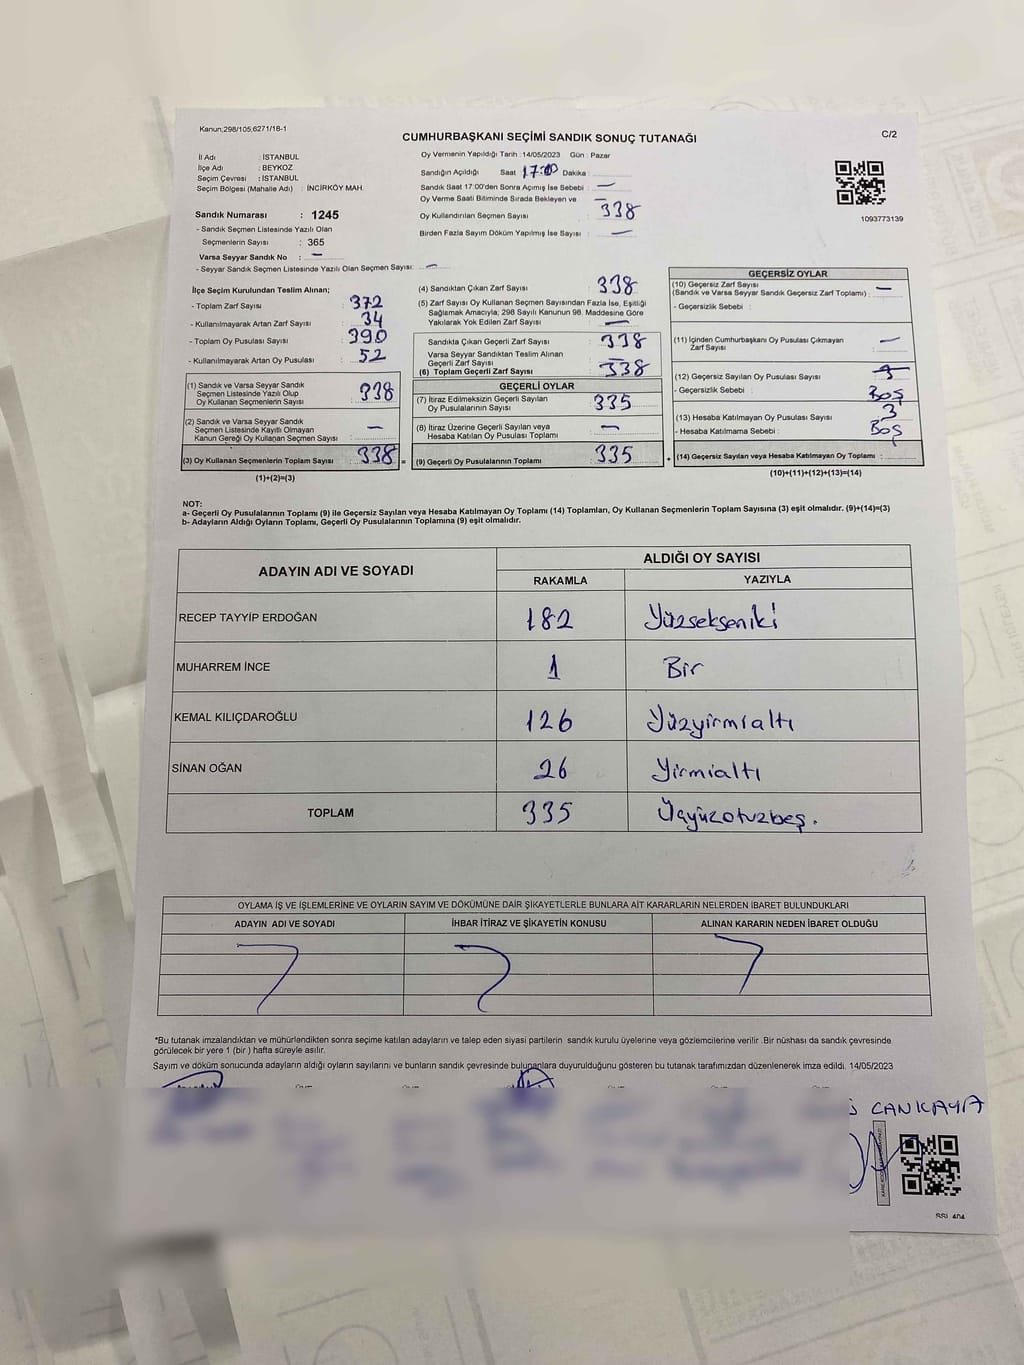 Kanun;298/105;6271/18-1
CUMHURBAŞKANI SEÇİMİ SANDIK SONUÇ TUTANAĞI
C/2
İl Adı : İSTANBUL
İlçe Adı : BEYKOZ
Seçim Çevresi : İSTANBUL
Seçim Bölgesi (Mahalle Adı) : İNCİRKÖY MAH.
Oy Vermenin Yapıldığı Tarih : 14/05/2023 Gün : Pazar
Sandığın Açıldığı Saat 17:00 Dakika :
Sandık Saat 17:00'den Sonra Açımış İse Sebebi : —
Oy Verme Saati Bitiminde Sırada Bekleyen ve
Oy Kullandırılan Seçmen Sayısı : 338
Birden Fazla Sayım Döküm Yapılmış İse Sayısı : —
1093773139
Sandık Numarası : 1245
- Sandık Seçmen Listesinde Yazılı Olan
Seçmenlerin Sayısı : 365
Varsa Seyyar Sandık No : —
- Seyyar Sandık Seçmen Listesinde Yazılı Olan Seçmen Sayısı: —
İlçe Seçim Kurulundan Teslim Alınan;
- Toplam Zarf Sayısı : 372
- Kullanılmayarak Artan Zarf Sayısı : 34
- Toplam Oy Pusulası Sayısı : 390
- Kullanılmayarak Artan Oy Pusulası : 52
(1) Sandık ve Varsa Seyyar Sandık
Seçmen Listesinde Yazılı Olup
Oy Kullanan Seçmenlerin Sayısı : 338
(2) Sandık ve Varsa Seyyar Sandık
Seçmen Listesinde Kayıtlı Olmayan
Kanun Gereği Oy Kullanan Seçmen Sayısı : —
(3) Oy Kullanan Seçmenlerin Toplam Sayısı : 338 =
(1)+(2)=(3)
(4) Sandıktan Çıkan Zarf Sayısı : 338
(5) Zarf Sayısı Oy Kullanan Seçmen Sayısından Fazla İse, Eşitliği
Sağlamak Amacıyla; 298 Sayılı Kanunun 98. Maddesine Göre
Yakılarak Yok Edilen Zarf Sayısı : —
Sandıkta Çıkan Geçerli Zarf Sayısı : 338
Varsa Seyyar Sandıktan Teslim Alınan
Geçerli Zarf Sayısı : —
(6) Toplam Geçerli Zarf Sayısı : 338
GEÇERLİ OYLAR
(7) İtiraz Edilmeksizin Geçerli Sayılan
Oy Pusulalarının Sayısı : 335
(8) İtiraz Üzerine Geçerli Sayılan veya
Hesaba Katılan Oy Pusulası Toplamı : —
(9) Geçerli Oy Pusulalarının Toplamı : 335 +
GEÇERSİZ OYLAR
(10) Geçersiz Zarf Sayısı
(Sandık ve Varsa Seyyar Sandık Geçersiz Zarf Toplamı) : —
- Geçersizlik Sebebi :
(11) İçinden Cumhurbaşkanı Oy Pusulası Çıkmayan
Zarf Sayısı : —
(12) Geçersiz Sayılan Oy Pusulası Sayısı :
- Geçersizlik Sebebi : Boş
(13) Hesaba Katılmayan Oy Pusulası Sayısı : 3
- Hesaba Katılmama Sebebi : Boş
(14) Geçersiz Sayılan veya Hesaba Katılmayan Oy Toplamı :
(10)+(11)+(12)+(13)=(14)
NOT:
a- Geçerli Oy Pusulalarının Toplamı (9) ile Geçersiz Sayılan veya Hesaba Katılmayan Oy Toplamı (14) Toplamları, Oy Kullanan Seçmenlerin Toplam Sayısına (3) eşit olmalıdır. (9)+(14)=(3)
b- Adayların Aldığı Oyların Toplamı, Geçerli Oy Pusulalarının Toplamına (9) eşit olmalıdır.
ADAYIN ADI VE SOYADI
ALDIĞI OY SAYISI
RAKAMLA YAZIYLA
RECEP TAYYİP ERDOĞAN 182 Yüzsekseniki
MUHARREM İNCE 1 Bir
KEMAL KILIÇDAROĞLU 126 Yüzyirmialtı
SİNAN OĞAN 26 Yirmialtı
TOPLAM 335 Üçyüzotuzbeş.
OYLAMA İŞ VE İŞLEMLERİNE VE OYLARIN SAYIM VE DÖKÜMÜNE DAİR ŞİKAYETLERLE BUNLARA AİT KARARLARIN NELERDEN İBARET BULUNDUKLARI
ADAYIN ADI VE SOYADI İHBAR İTİRAZ VE ŞİKAYETİN KONUSU ALINAN KARARIN NEDEN İBARET OLDUĞU
*Bu tutanak imzalandıktan ve mühürlendikten sonra seçime katılan adayların ve talep eden siyasi partilerin sandık kurulu üyelerine veya gözlemcilerine verilir .Bir nüshası da sandık çevresinde
görülecek bir yere 1 (bir ) hafta süreyle asılır.
Sayım ve döküm sonucunda adayların aldığı oyların sayılarını ve bunların sandık çevresinde bulunanlara duyurulduğunu gösteren bu tutanak tarafımızdan düzenlenerek imza edildi. 14/05/2023
CANKAYA